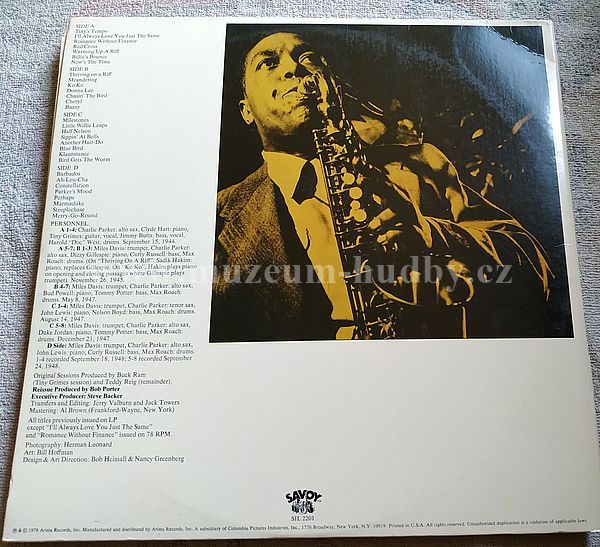 SIDE A
Tiny's Tempo
I'll Always Love You Just The Same
Romance Without Finance
Red Cross
Warming Up A Riff
Billie's Bounce
Now's The Time
SIDE B
Thriving on a Riff
Meandering
Ko Ko
Donna Lee
Chasin' The Bird
Cheryl
Buzzy
SIDE C
Milestones
Little Willie Leaps
Half Nelson
Sippin' At Bells
Another Hair-Do
Blue Bird
Klaunstance
Bird Gets The Worm
SIDE D
Barbados
Ah-Leu-Cha
Constellation
Parker's Mood
Perhaps
Marmaduke
Steeplechase
Merry-Go-Round
PERSONNEL:
A 1-4: Charlie Parker, alto sax, Clyde Hart: piano,
Tiny Grimes: guitar, vocal, Jimmy Butts: bass, vocal,
Harold "Doc" West: drums. September 15, 1944.
A 5-7; B 1-3: Miles Davis: trumpet, Charlie Parker:
alto sax, Dizzy Gillespie: piano, Curly Russell: bass, Max
Roach: drums. (On "Thriving On A Riff": Sadik Hakim:
piano, replaces Gillespie: On "Ko Ko", Hakim plays piano
on opening and closing passages where Gillespie plays
trumpet). November 26, 1945.
B 4-7: Miles Davis: trumpet, Charlie Parker: alto sax,
Bud Powell: piano, Tommy Potter: bass, Max Roach:
drums. May 8, 1947.
C 1-4: Miles Davis: trumpet, Charlie Parker: tenor sax,
John Lewis: piano, Nelson Boyd: bass, Max Roach: drums.
August 14, 1947.
C 5-8: Miles Davis: trumpet, Charlie Parker: alto sax,
Duke Jordan: piano, Tommy Potter: bass, Max Roach:
drums. December 21, 1947.
D Side: Miles Davis: trumpet, Charlie Parker: alto sax,
John Lewis: piano, Curly Russell: bass, Max Roach: drums.
1-4 recorded September 18, 1948; 5-8 recorded September
24, 1948.
Original Sessions Produced by Buck Ram
(Tiny Grimes session) and Teddy Reig (remainder).
Reissue Produced by Bob Porter
Executive Producer: Steve Backer
Transfers and Editing: Jerry Valburn and Jack Towers
Mastering: Al Brown (Frankford-Wayne, New York)
All titles previously issued on LP
except "I'll Always Love You Just The Same"
and "Romance Without Finance" issued on 78 RPM.
Photography: Herman Leonard
Art: Bill Hoffman
Design & Art Direction: Bob Heimall & Nancy Greenberg
muzeum-hudby.cz
SAVOY
SJL 2201
℗ & © 1976 Arista Records, Inc. Manufactured and distributed by Arista Records, Inc. A subsidiary of Columbia Pictures Industries, Inc., 1776 Broadway, New York, N.Y. 10019. Printed in U.S.A. All rights reserved. Unauthorized duplication is a violation of applicable laws.